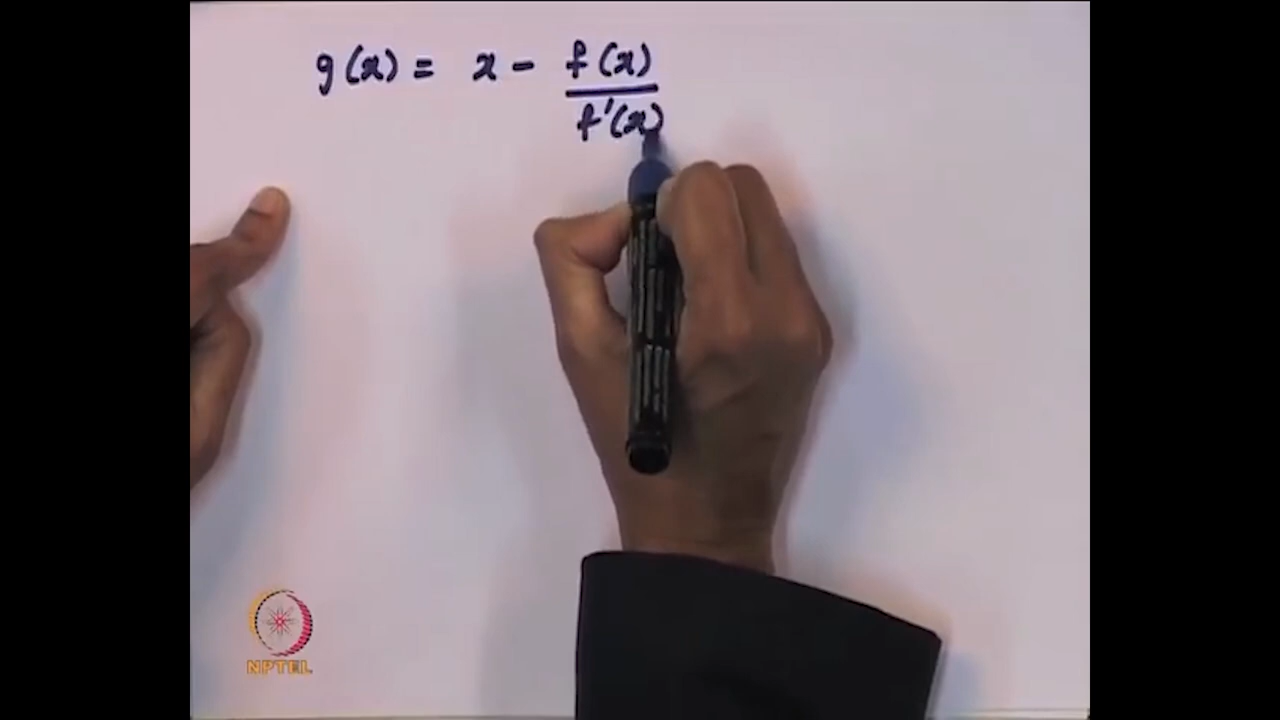 g(x) = x - f(x) / f'(x)
NPTEL